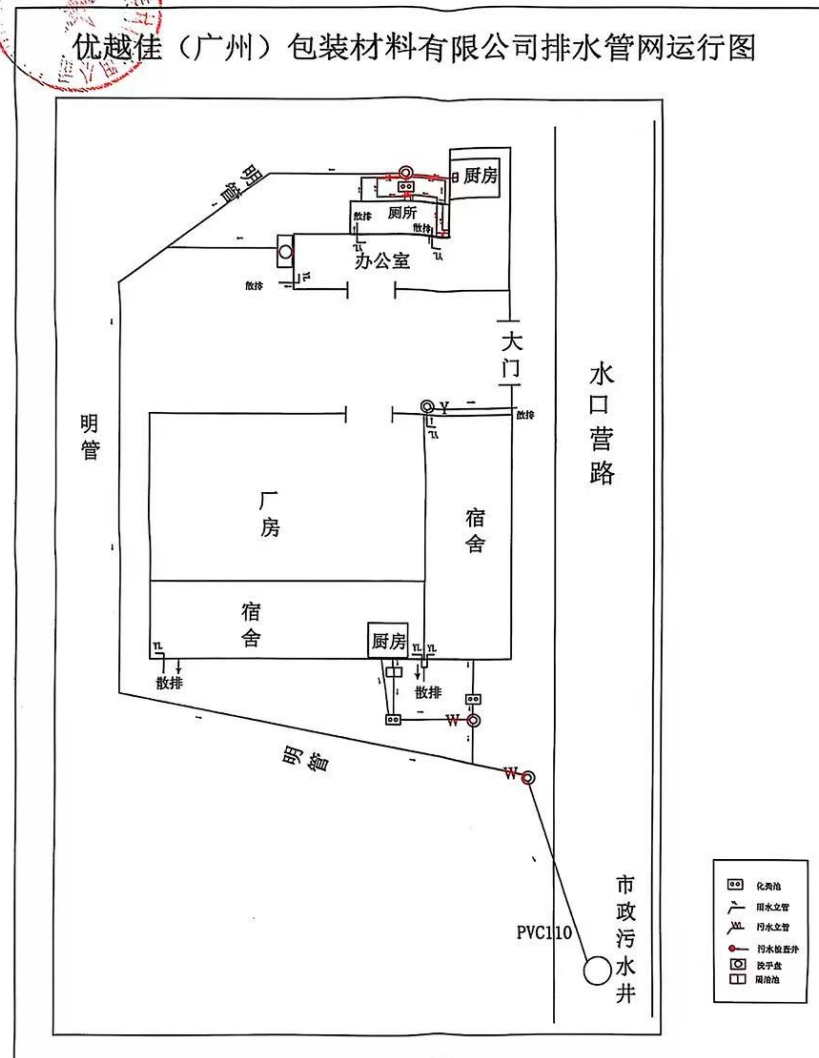 优越佳（广州）包装材料有限公司排水管网运行图
明管
厨房
厕所
散排
散排
办公室
散排
大门
水口营路
Y
散排
明管
厂房
宿舍
宿舍
厨房
YL
YL
YL
散排
散排
W
明管
W
市政污水井
PVC110
化粪池
雨水立管
污水立管
污水检查井
洗手盘
隔油池